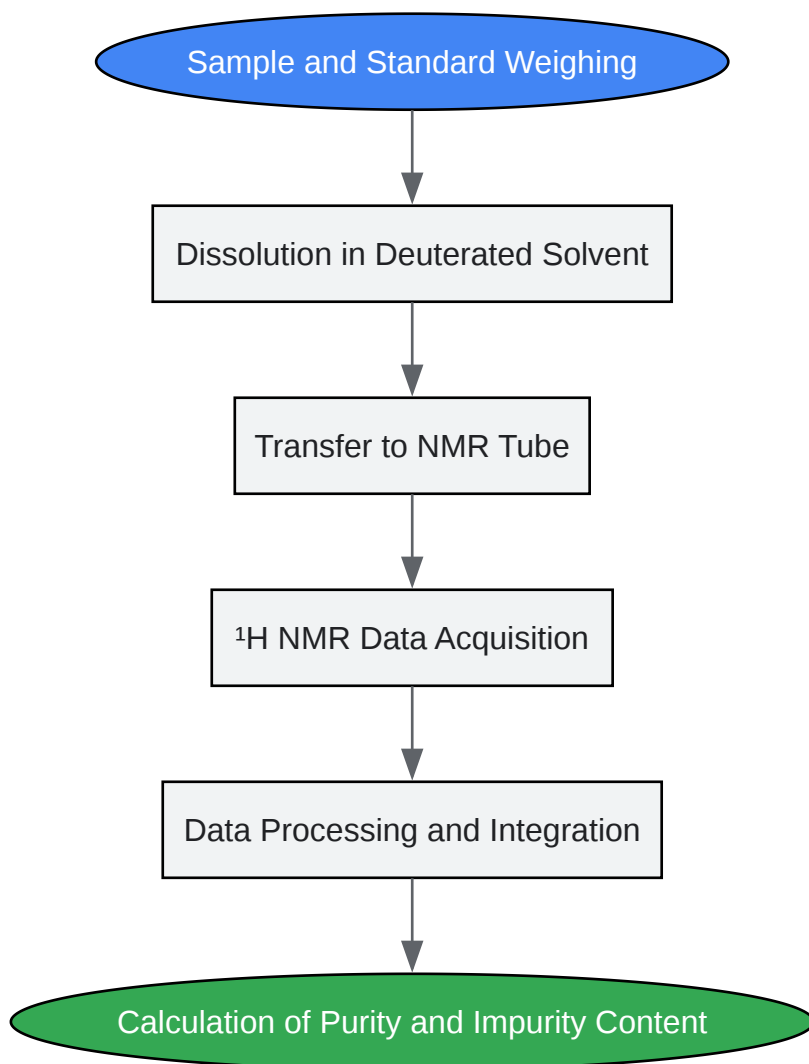 Sample and Standard Weighing
Dissolution in Deuterated Solvent
Transfer to NMR Tube
¹H NMR Data Acquisition
Data Processing and Integration
Calculation of Purity and Impurity Content